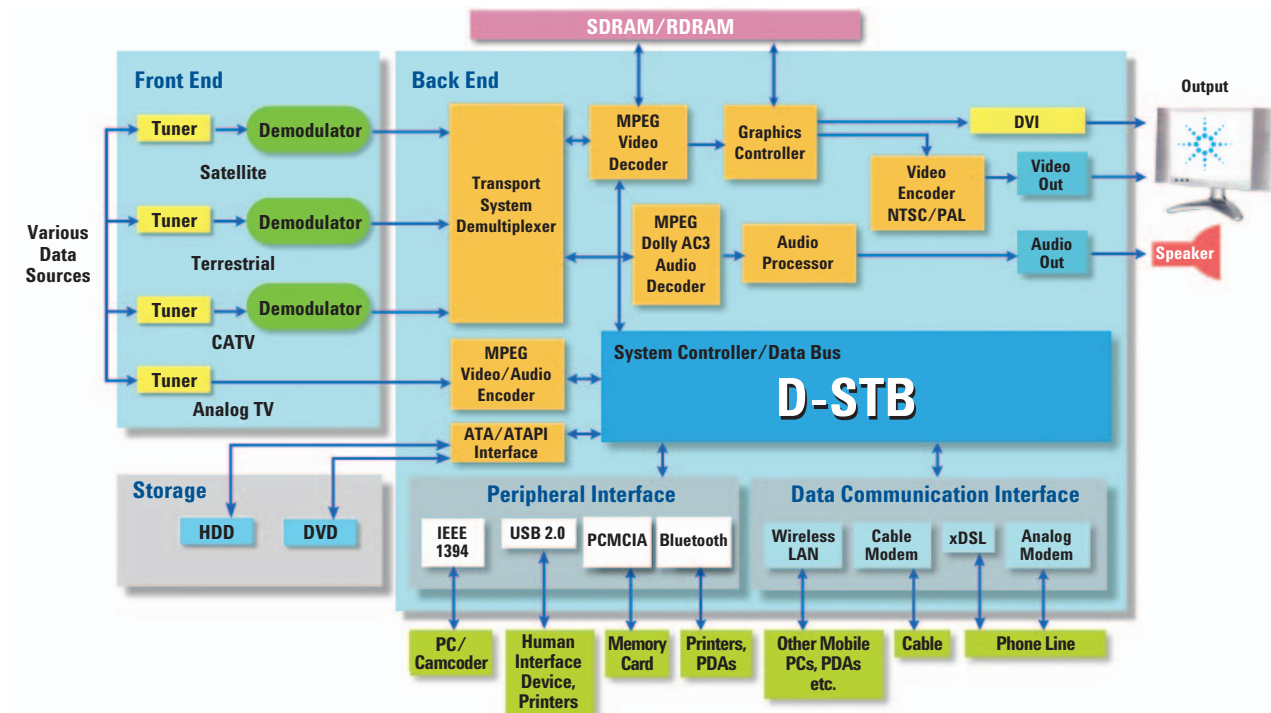 SDRAM/RDRAM
Front End
Back End
Output
Tuner
Demodulator
Satellite
Tuner
Demodulator
Terrestrial
Various
Data
Sources
Tuner
Demodulator
CATV
Tuner
Analog TV
Transport
System
Demultiplexer
MPEG
Video
Decoder
Graphics
Controller
DVI
Video
Encoder
NTSC/PAL
Video
Out
MPEG
Dolly AC3
Audio
Decoder
Audio
Processor
Audio
Out
Speaker
MPEG
Video/Audio
Encoder
System Controller/Data Bus
D-STB
ATA/ATAPI
Interface
Storage
HDD
DVD
Peripheral Interface
IEEE
1394
USB 2.0
PCMCIA
Bluetooth
Data Communication Interface
Wireless
LAN
Cable
Modem
xDSL
Analog
Modem
PC/
Camcoder
Human
Interface
Device,
Printers
Memory
Card
Printers,
PDAs
Other Mobile
PCs, PDAs
etc.
Cable
Phone Line